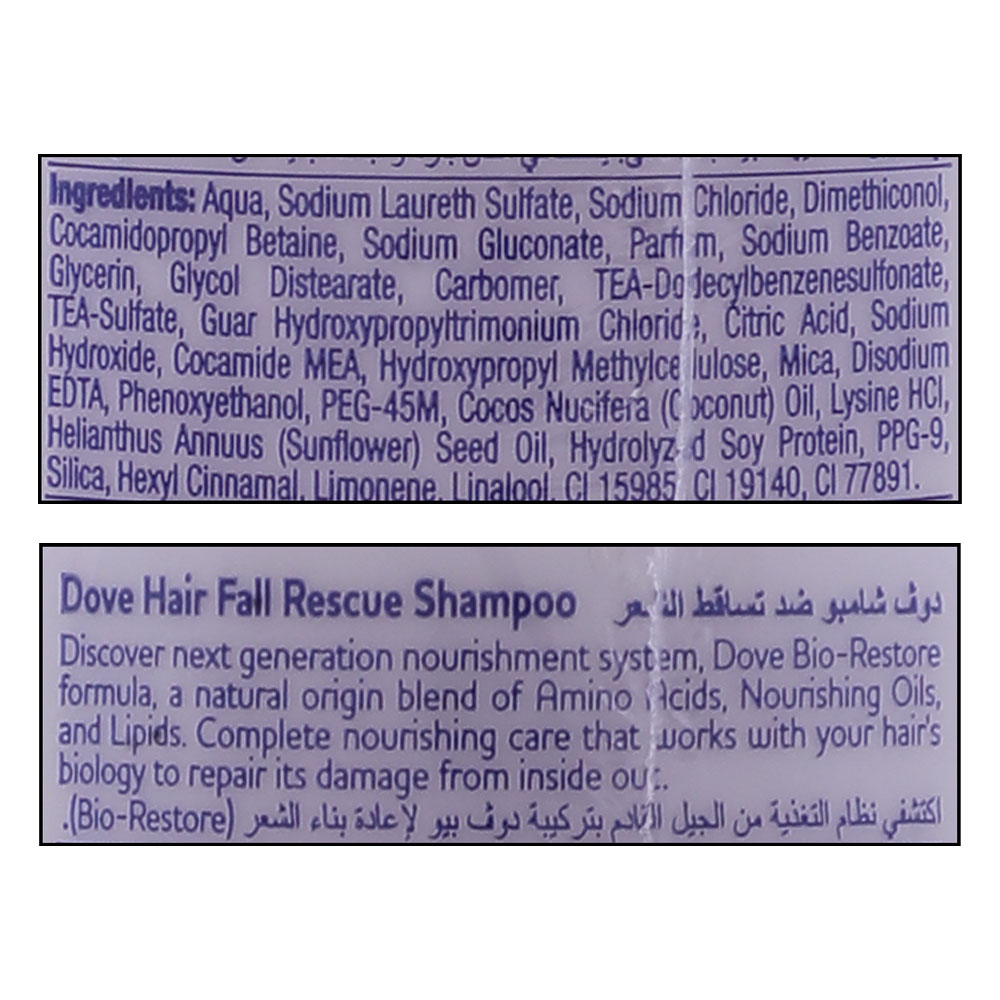 Ingredients: Aqua, Sodium Laureth Sulfate, Sodium Chloride, Dimethiconol,
Cocamidopropyl Betaine, Sodium Gluconate, Parfum, Sodium Benzoate,
Glycerin, Glycol Distearate, Carbomer, TEA-Dodecylbenzenesulfonate,
TEA-Sulfate, Guar Hydroxypropyltrimonium Chloride, Citric Acid, Sodium
Hydroxide, Cocamide MEA, Hydroxypropyl Methylcellulose, Mica, Disodium
EDTA, Phenoxyethanol, PEG-45M, Cocos Nucifera (Coconut) Oil, Lysine HCl,
Helianthus Annuus (Sunflower) Seed Oil, Hydrolyzed Soy Protein, PPG-9,
Silica, Hexyl Cinnamal, Limonene, Linalool, CI 15985, CI 19140, CI 77891.
Dove Hair Fall Rescue Shampoo دوڤ شامبو ضد تساقط الشعر
Discover next generation nourishment system, Dove Bio-Restore
formula, a natural origin blend of Amino Acids, Nourishing Oils,
and Lipids. Complete nourishing care that works with your hair's
biology to repair its damage from inside out.
اكتشفي نظام التغذية من الجيل القادم بتركيبة دوڤ بيو لإعادة بناء الشعر (Bio-Restore).